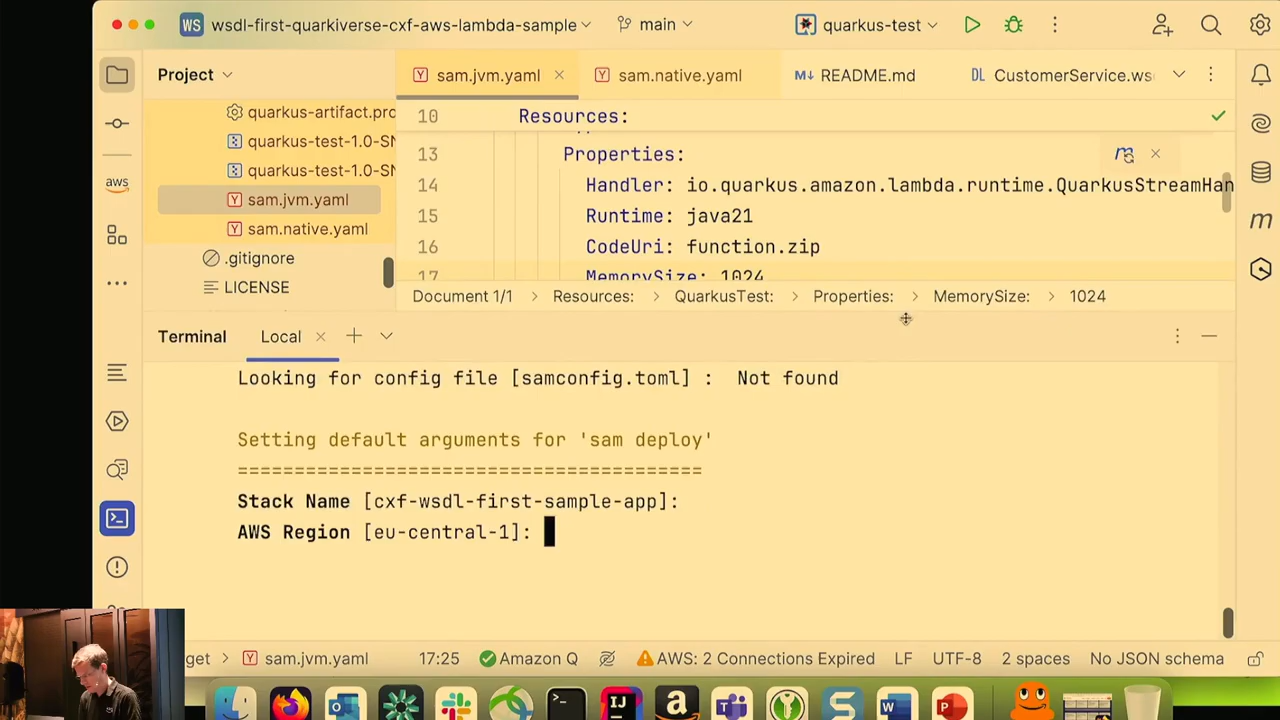 WS wsdl-first-quarkiverse-cxf-aws-lambda-sample main quarkus-test
Project
sam.jvm.yaml
sam.native.yaml
README.md
CustomerService.ws
quarkus-artifact.pro
quarkus-test-1.0-SN
quarkus-test-1.0-SN
sam.jvm.yaml
sam.native.yaml
.gitignore
LICENSE
aws
10 Resources:
13 Properties:
14 Handler: io.quarkus.amazon.lambda.runtime.QuarkusStreamHan
15 Runtime: java21
16 CodeUri: function.zip
17 MemorySize: 1024
Document 1/1 > Resources: > QuarkusTest: > Properties: > MemorySize: > 1024
Terminal Local
Looking for config file [samconfig.toml] : Not found
Setting default arguments for 'sam deploy'
=========================================
Stack Name [cxf-wsdl-first-sample-app]:
AWS Region [eu-central-1]:
get > sam.jvm.yaml 17:25 Amazon Q AWS: 2 Connections Expired LF UTF-8 2 spaces No JSON schema